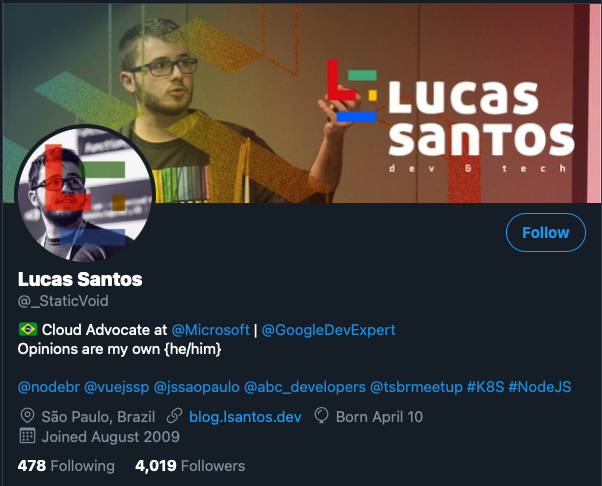 LUCAS
SANTOS
dev & tech
Follow
Lucas Santos
@_StaticVoid
🇧🇷 Cloud Advocate at @Microsoft | @GoogleDevExpert
Opinions are my own {he/him}
@nodebr @vuejssp @jssaopaulo @abc_developers @tsbrmeetup #K8S #NodeJS
São Paulo, Brazil blog.lsantos.dev Born April 10
Joined August 2009
478 Following 4,019 Followers